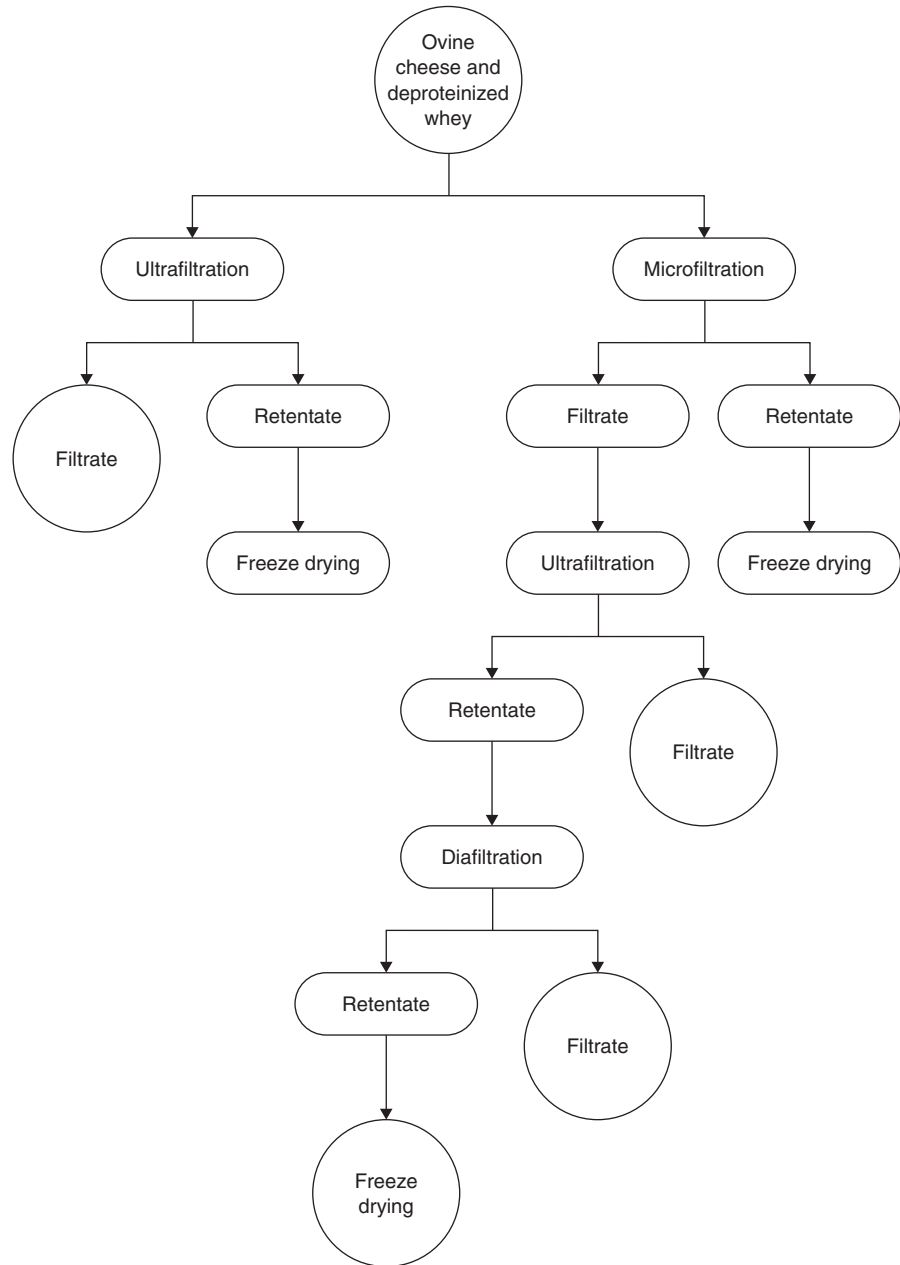 Ovine
cheese and
deproteinized
whey
Ultrafiltration
Microfiltration
Filtrate
Retentate
Filtrate
Retentate
Freeze drying
Ultrafiltration
Freeze drying
Retentate
Filtrate
Diafiltration
Retentate
Filtrate
Freeze
drying